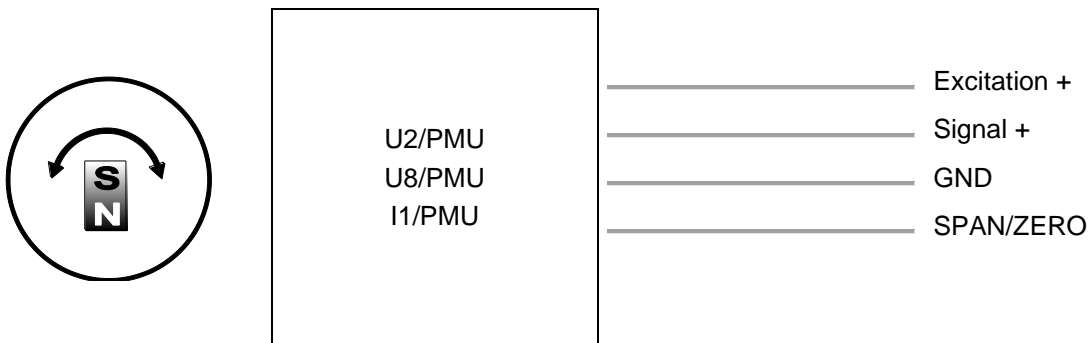 S
N
U2/PMU
U8/PMU
I1/PMU
Excitation +
Signal +
GND
SPAN/ZERO